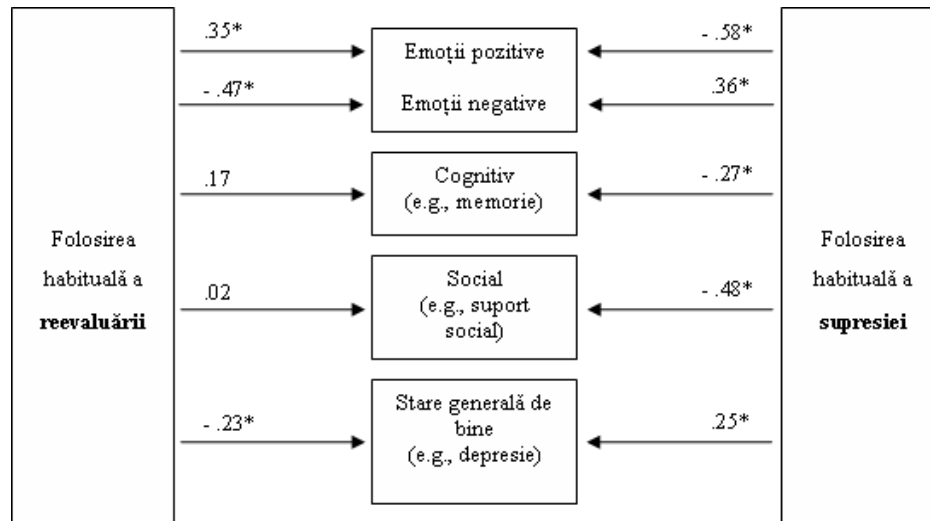 .35*
Emoții pozitive
- .58*
- .47*
Emoții negative
.36*
.17
Cognitiv
(e.g., memorie)
- .27*
Folosirea
habituală a
reevaluării
.02
Social
(e.g., suport
social)
- .48*
Folosirea
habituală a
supresiei
- .23*
Stare generală de
bine
(e.g., depresie)
.25*